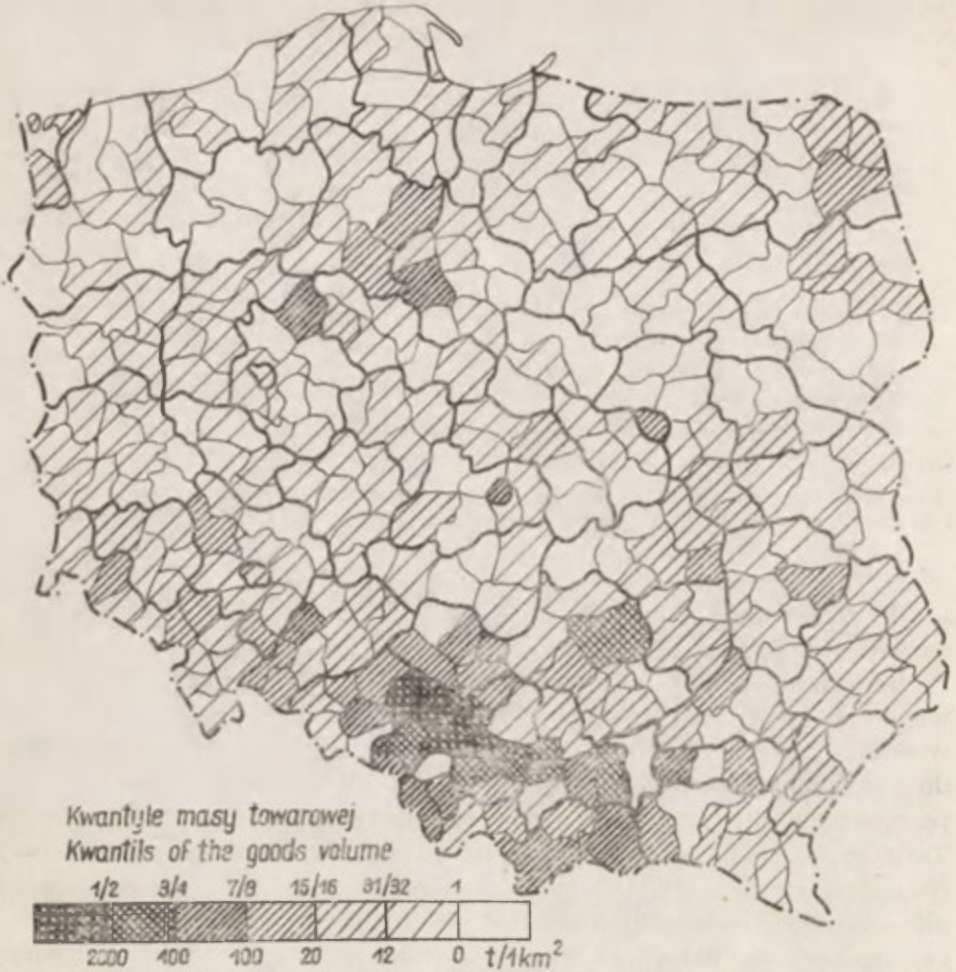 Kwantyle masy towarowej
Kwantils of the goods volume
1/2 3/4 7/8 15/16 31/32 1
2000 400 100 20 12 0 t/1km²